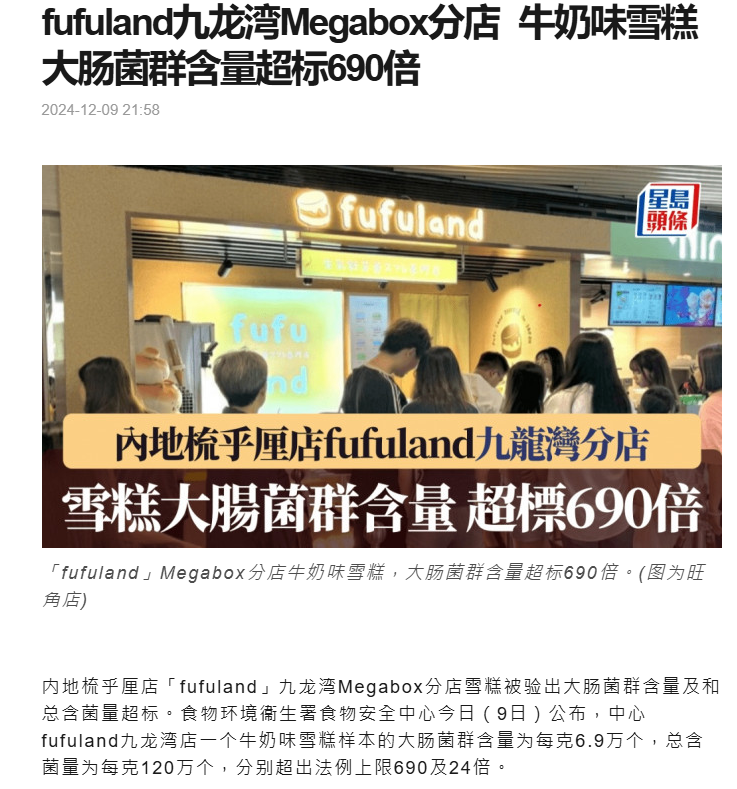 fufuland九龙湾Megabox分店 牛奶味雪糕
大肠菌群含量超标690倍
2024-12-09 21:58
fufuland
星島
頭條
fufu
nd
內地梳乎厘店fufuland九龍灣分店
雪糕大腸菌群含量 超標690倍
「fufuland」Megabox分店牛奶味雪糕，大肠菌群含量超标690倍。(图为旺
角店)
内地梳乎厘店「fufuland」九龙湾Megabox分店雪糕被验出大肠菌群含量及和
总含菌量超标。食物环境衞生署食物安全中心今日（9日）公布，中心
fufuland九龙湾店一个牛奶味雪糕样本的大肠菌群含量为每克6.9万个，总含
菌量为每克120万个，分别超出法例上限690及24倍。